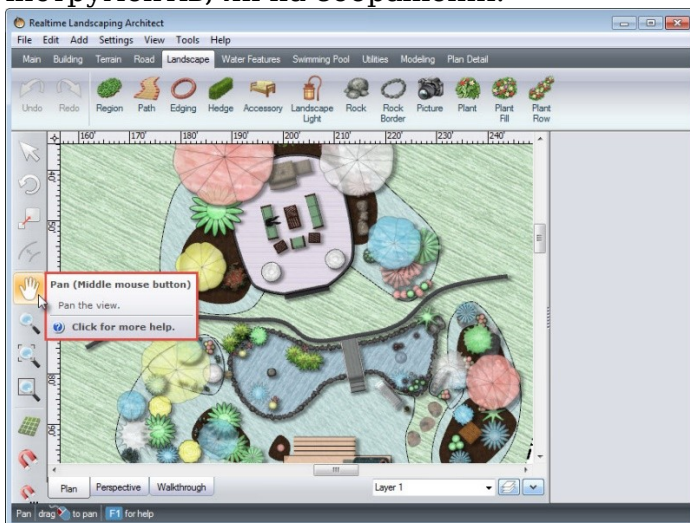 Realtime Landscaping Architect
File Edit Add Settings View Tools Help
Main Building Terrain Road Landscape Water Features Swimming Pool Utilities Modeling Plan Detail
Undo Redo Region Path Edging Hedge Accessory Landscape Light Rock Rock Border Picture Plant Plant Fill Plant Row
160' 170' 180' 190' 200' 210' 220' 230' 240'
Pan (Middle mouse button)
Pan the view.
Click for more help.
Plan Perspective Walkthrough Layer 1
Pan drag to pan F1 for help